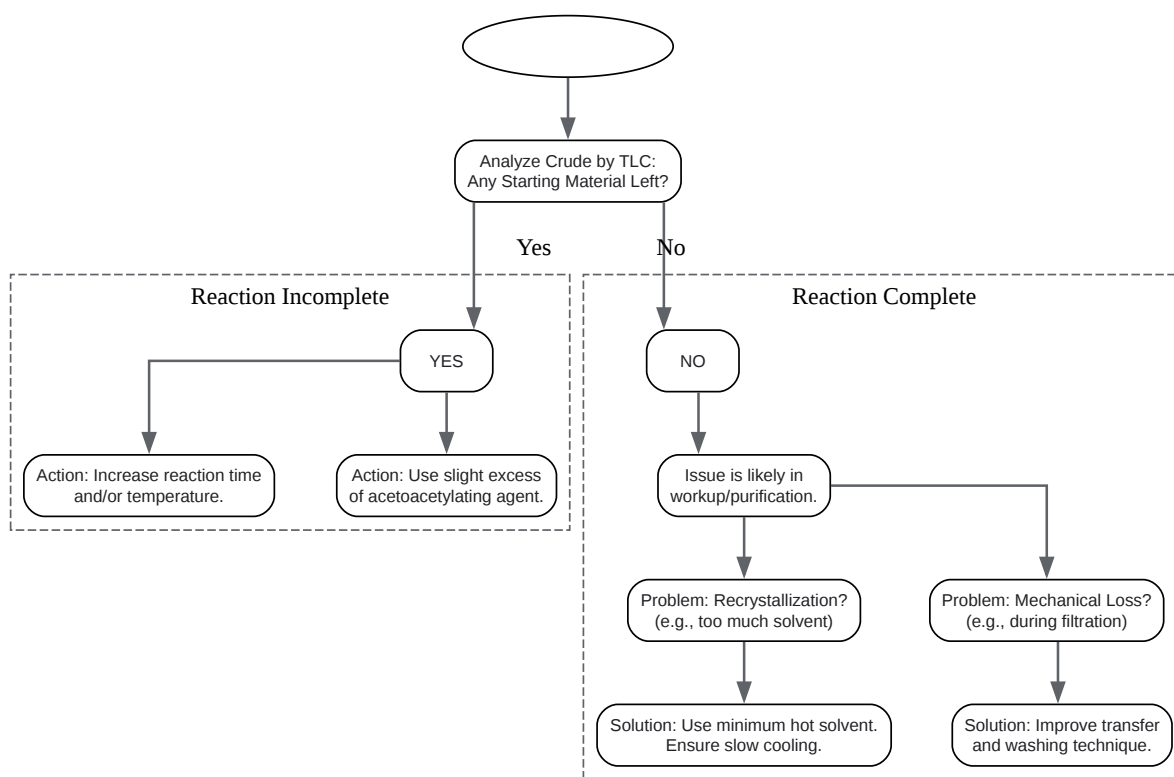 Analyze Crude by TLC:
Any Starting Material Left?
Yes
No
Reaction Incomplete
Reaction Complete
YES
NO
Action: Increase reaction time
and/or temperature.
Action: Use slight excess
of acetoacetylating agent.
Issue is likely in
workup/purification.
Problem: Recrystallization?
(e.g., too much solvent)
Problem: Mechanical Loss?
(e.g., during filtration)
Solution: Use minimum hot solvent.
Ensure slow cooling.
Solution: Improve transfer
and washing technique.